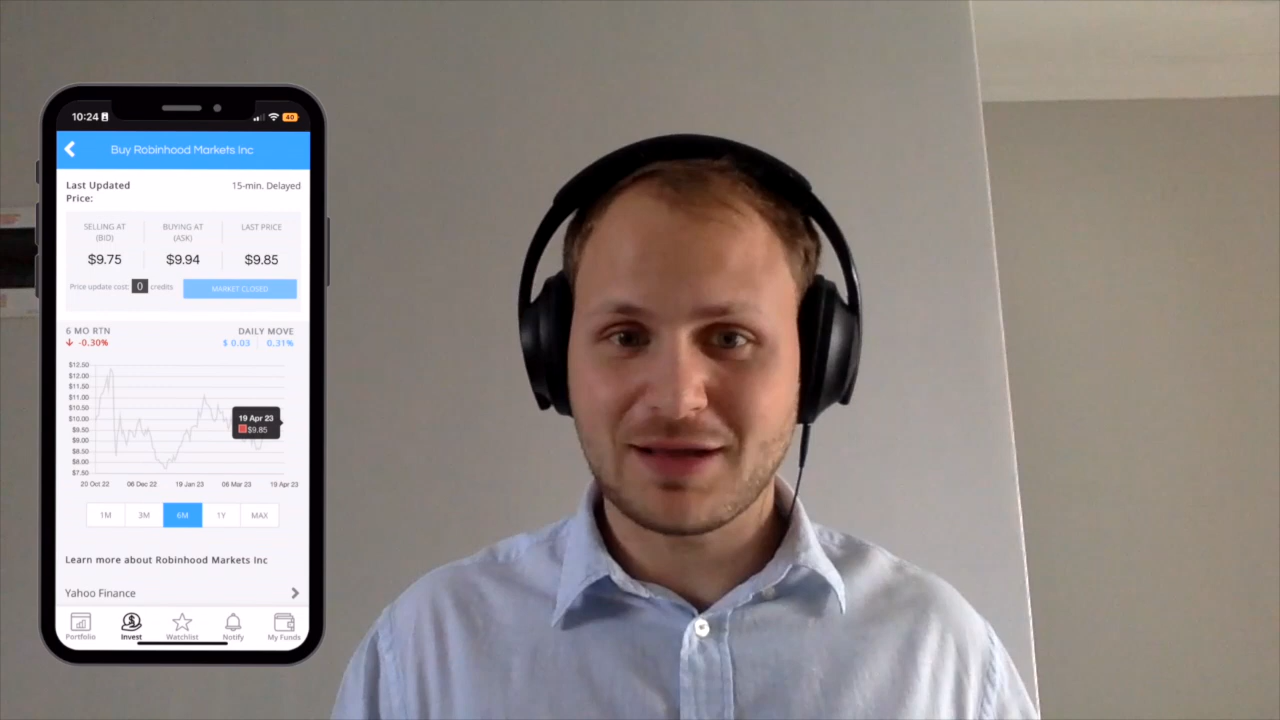 10:24
40
Buy Robinhood Markets Inc
Last Updated
Price:
15-min. Delayed
SELLING AT
(BID)
BUYING AT
(ASK)
LAST PRICE
$9.75
$9.94
$9.85
Price update cost: 0 credits
MARKET CLOSED
6 MO RTN
DAILY MOVE
-0.30%
$ 0.03
0.31%
$12.50
$12.00
$11.50
$11.00
$10.50
$10.00
$9.50
$9.00
$8.50
$8.00
$7.50
19 Apr 23
$9.85
20 Oct 22
06 Dec 22
19 Jan 23
06 Mar 23
19 Apr 23
1M
3M
6M
1Y
MAX
Learn more about Robinhood Markets Inc
Yahoo Finance
Portfolio
Invest
Watchlist
Notify
My Funds